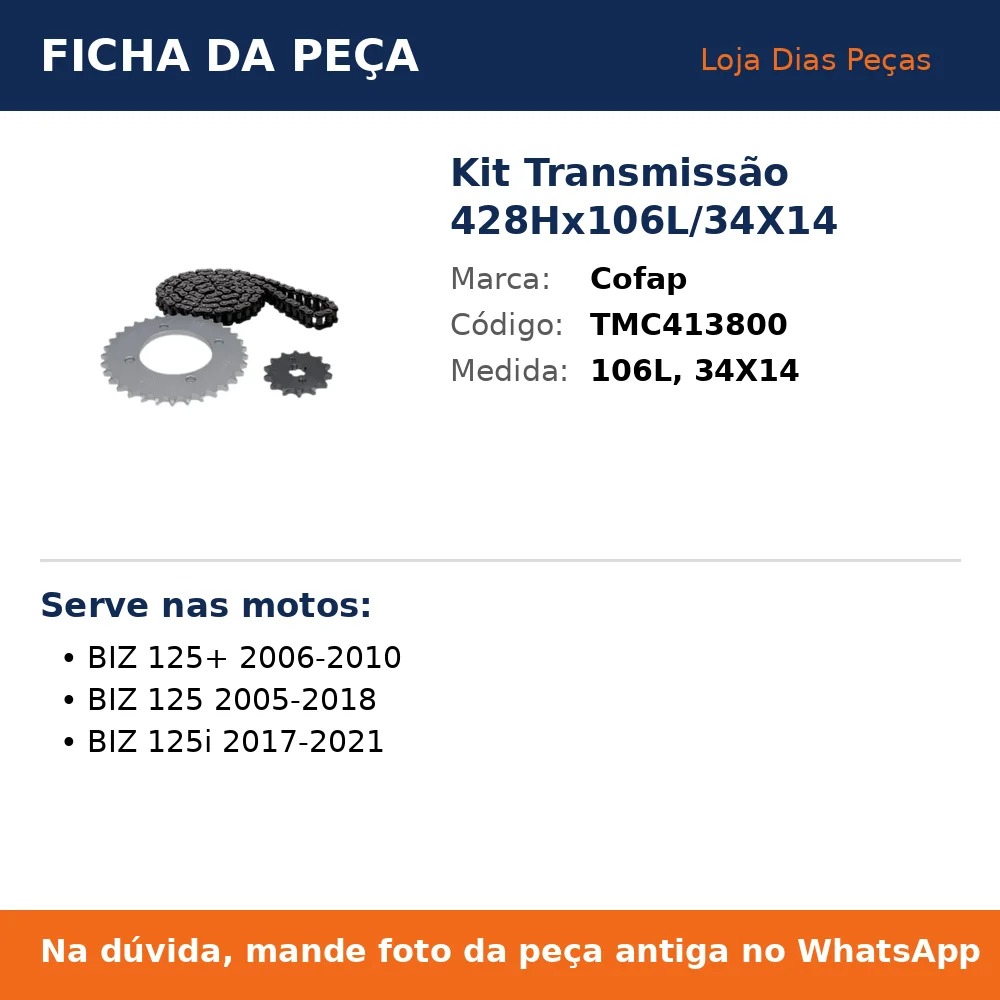 FICHA DA PEÇA
Loja Dias Peças
Kit Transmissão
428Hx106L/34X14
Marca: Cofap
Código: TMC413800
Medida: 106L, 34X14
Serve nas motos:
• BIZ 125+ 2006-2010
• BIZ 125 2005-2018
• BIZ 125i 2017-2021
Na dúvida, mande foto da peça antiga no WhatsApp